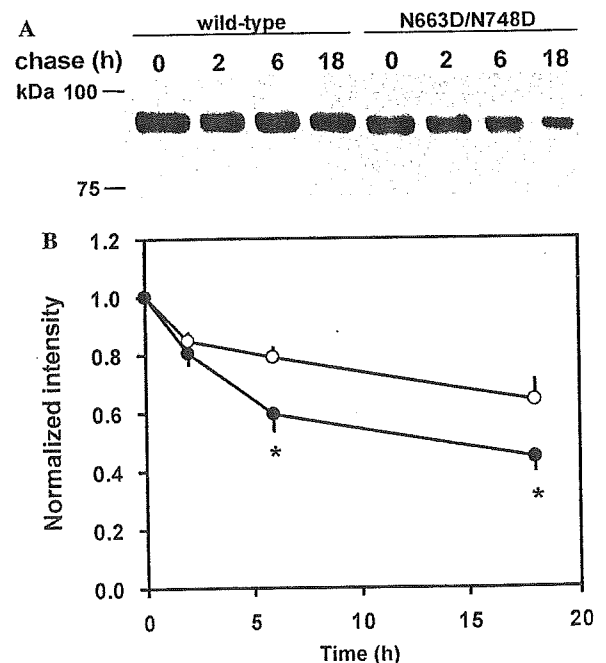 A
wild-type N663D/N748D
chase (h) 0 2 6 18 0 2 6 18
kDa 100
75
B
1.2
1.0
0.8
0.6
0.4
0.2
0.0
Normalized intensity
*
*
0 5 10 15 20
Time (h)